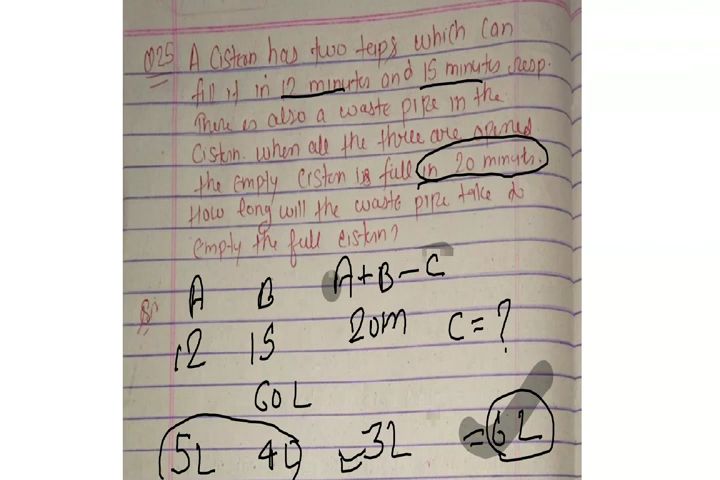 Q25 A Cistern has two taps which can
fill it in 12 minutes and 15 minutes resp.
There is also a waste pipe in the
Cistern. when all the three are opened
the empty cistern is full in 20 minuts.
How long will the waste pipe take to
empty the full cistern?
A B A+B-C
12 15 20m C=?
60L
5L 4L 3L =6L